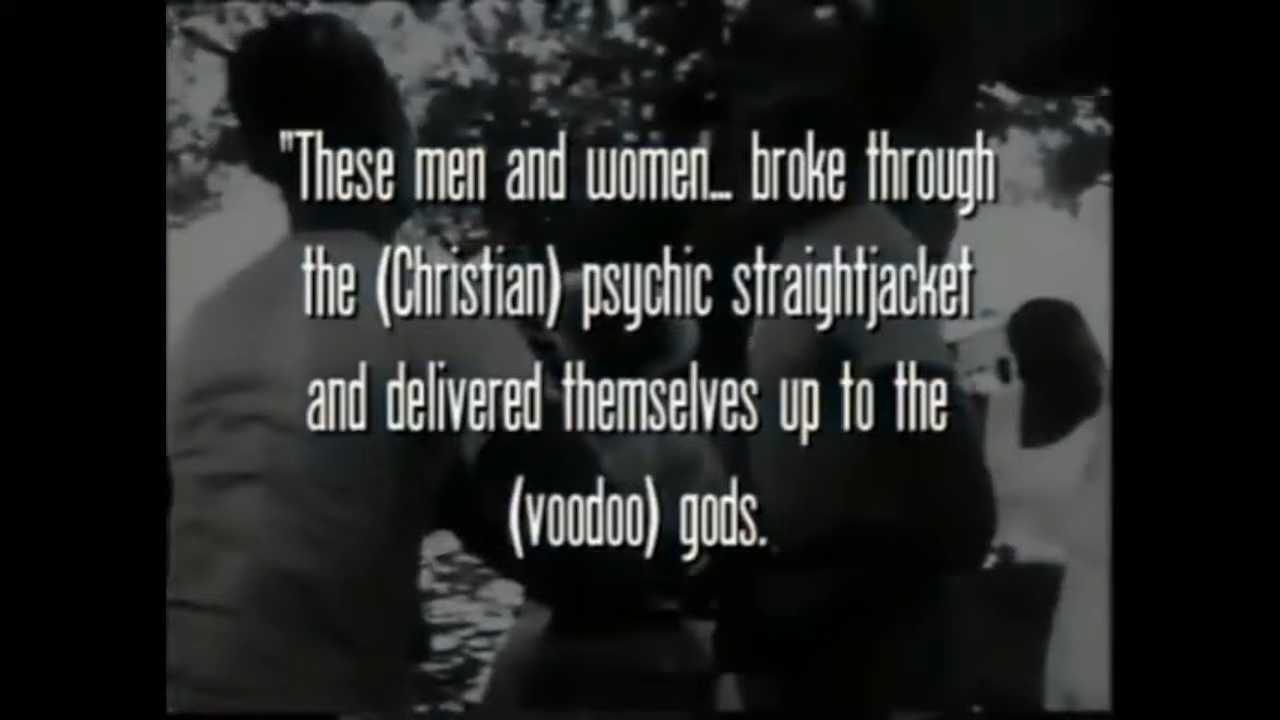 "These men and women... broke through
the (Christian) psychic straightjacket
and delivered themselves up to the
(voodoo) gods.